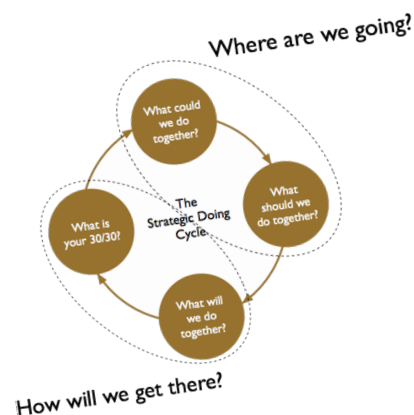 Where are we going?
What could
we do
together?
What
should we
do together?
The
Strategic Doing
Cycle
What is
your 30/30?
What will
we do
together?
How will we get there?